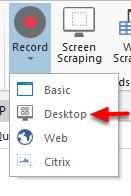 Record
Screen
Scraping
Basic
Desktop
Web
Citrix